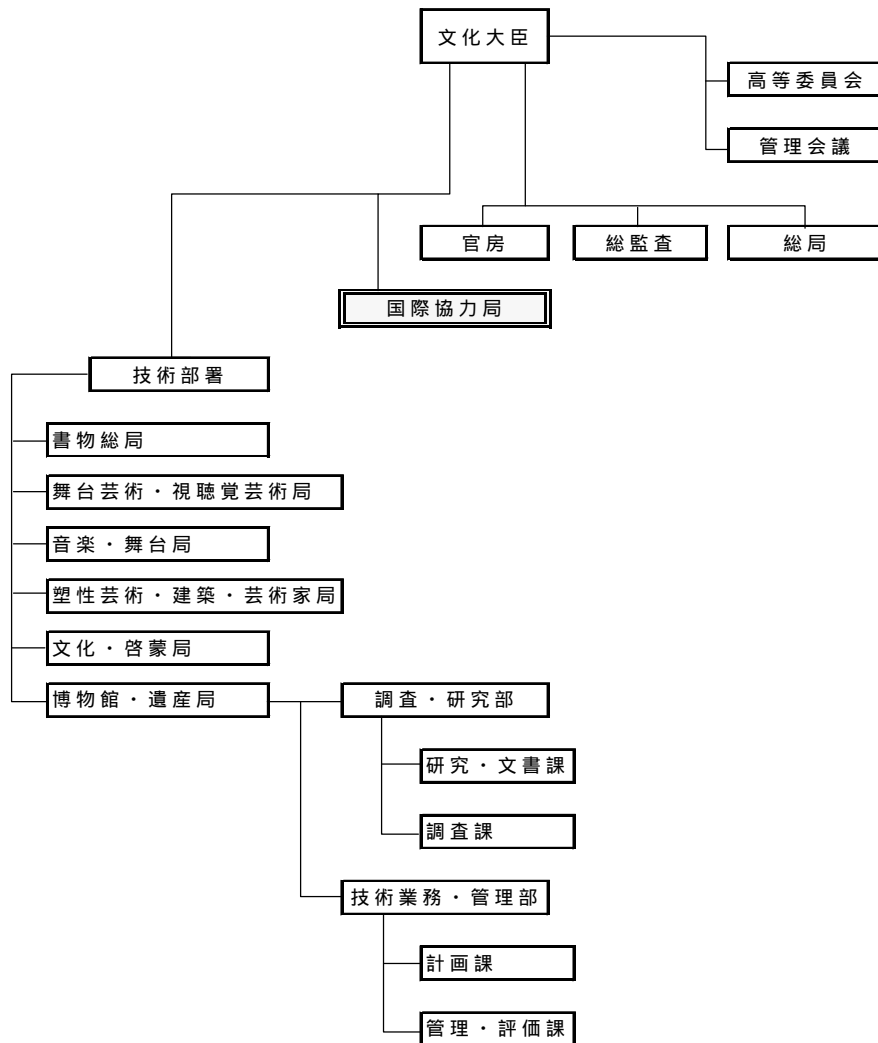 文化大臣
高等委員会
管理会議
官房
総監査
総局
国際協力局
技術部署
書物総局
舞台芸術・視聴覚芸術局
音楽・舞台局
塑性芸術・建築・芸術家局
文化・啓蒙局
博物館・遺産局
調査・研究部
研究・文書課
調査課
技術業務・管理部
計画課
管理・評価課